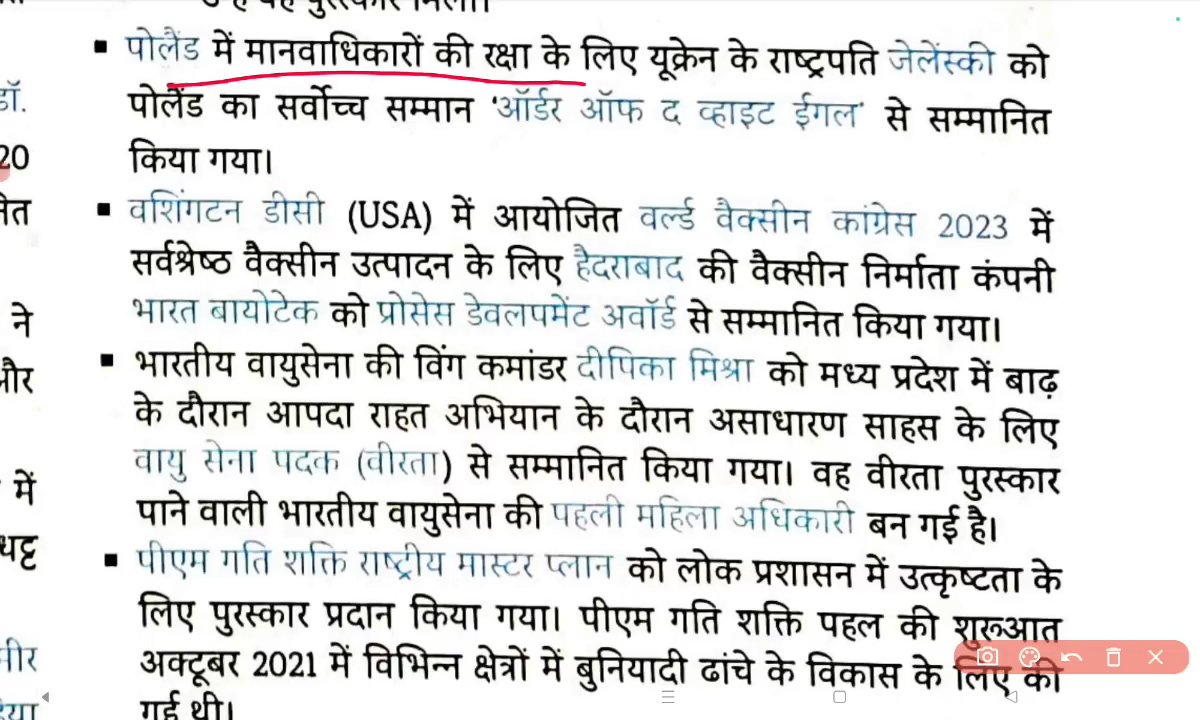 ■ पोलैंड में मानवाधिकारों की रक्षा के लिए यूक्रेन के राष्ट्रपति जेलेंस्की को
पोलैंड का सर्वोच्च सम्मान 'ऑर्डर ऑफ द व्हाइट ईगल' से सम्मानित
किया गया।
■ वशिंगटन डीसी (USA) में आयोजित वर्ल्ड वैक्सीन कांग्रेस 2023 में
सर्वश्रेष्ठ वैक्सीन उत्पादन के लिए हैदराबाद की वैक्सीन निर्माता कंपनी
भारत बायोटेक को प्रोसेस डेवलपमेंट अवॉर्ड से सम्मानित किया गया।
■ भारतीय वायुसेना की विंग कमांडर दीपिका मिश्रा को मध्य प्रदेश में बाढ़
के दौरान आपदा राहत अभियान के दौरान असाधारण साहस के लिए
वायु सेना पदक (वीरता) से सम्मानित किया गया। वह वीरता पुरस्कार
पाने वाली भारतीय वायुसेना की पहली महिला अधिकारी बन गई है।
■ पीएम गति शक्ति राष्ट्रीय मास्टर प्लान को लोक प्रशासन में उत्कृष्टता के
लिए पुरस्कार प्रदान किया गया। पीएम गति शक्ति पहल की शुरूआत
अक्टूबर 2021 में विभिन्न क्षेत्रों में बुनियादी ढांचे के विकास के लिए की
गई थी।
डॉ.
20
ने
और
में